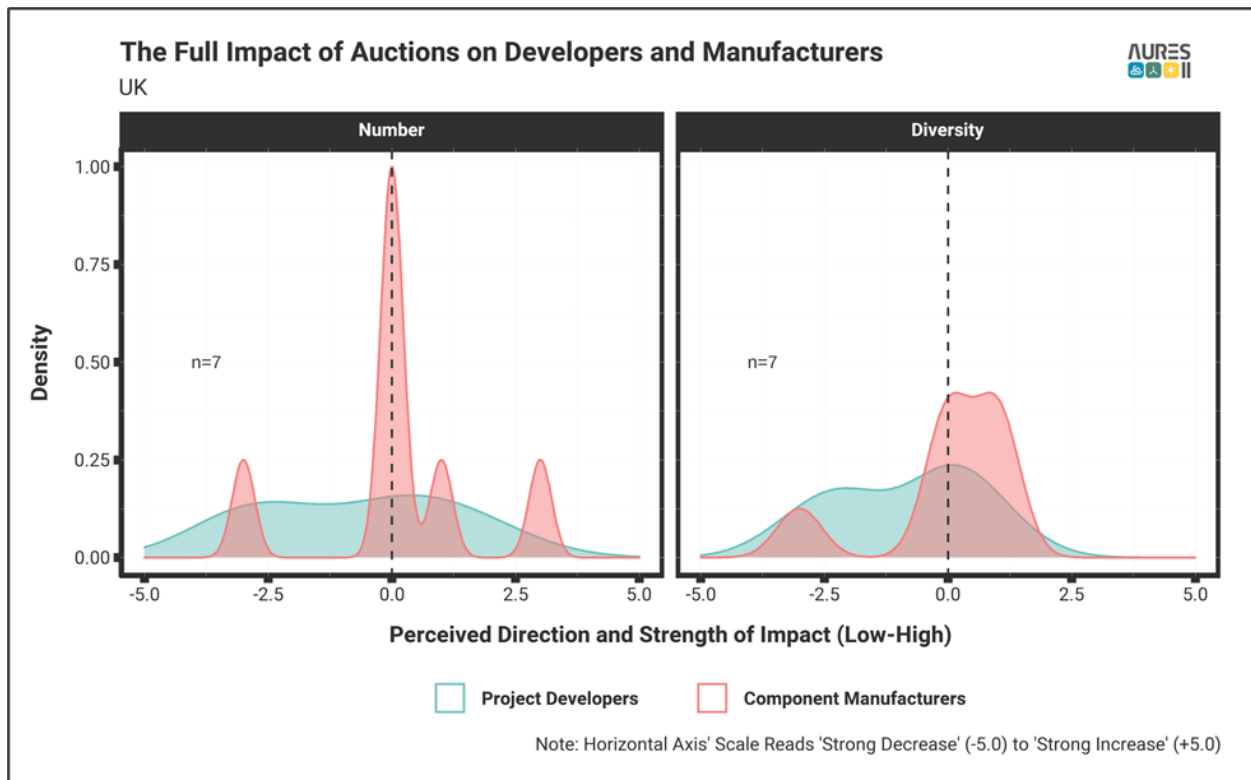 The Full Impact of Auctions on Developers and Manufacturers
UK
AURES
II
Number
Diversity
Density
1.00
0.75
0.50
0.25
0.00
n=7
n=7
-5.0 -2.5 0.0 2.5 5.0
-5.0 -2.5 0.0 2.5 5.0
Perceived Direction and Strength of Impact (Low-High)
Project Developers
Component Manufacturers
Note: Horizontal Axis' Scale Reads 'Strong Decrease' (-5.0) to 'Strong Increase' (+5.0)